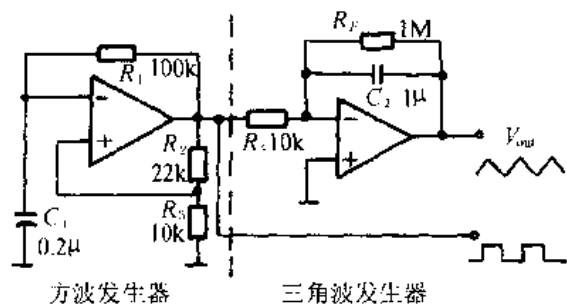 R_F
1M
R_1
100k
C_2
1μ
R_2
22k
R_4
10k
V_out
R_3
10k
C_1
0.2μ
方波发生器
三角波发生器